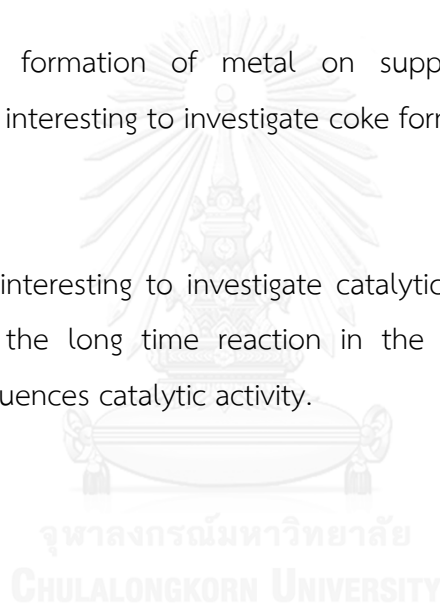 formation of metal on supp
interesting to investigate coke for
interesting to investigate catalytic
the long time reaction in the
uences catalytic activity.
จุฬาลงกรณ์มหาวิทยาลัย
CHULALONGKORN UNIVERSITY